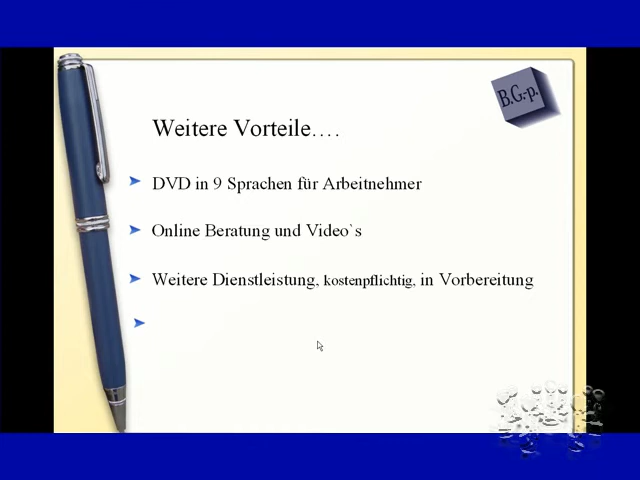 B.G.-p.
Weitere Vorteile….
DVD in 9 Sprachen für Arbeitnehmer
Online Beratung und Video`s
Weitere Dienstleistung, kostenpflichtig, in Vorbereitung